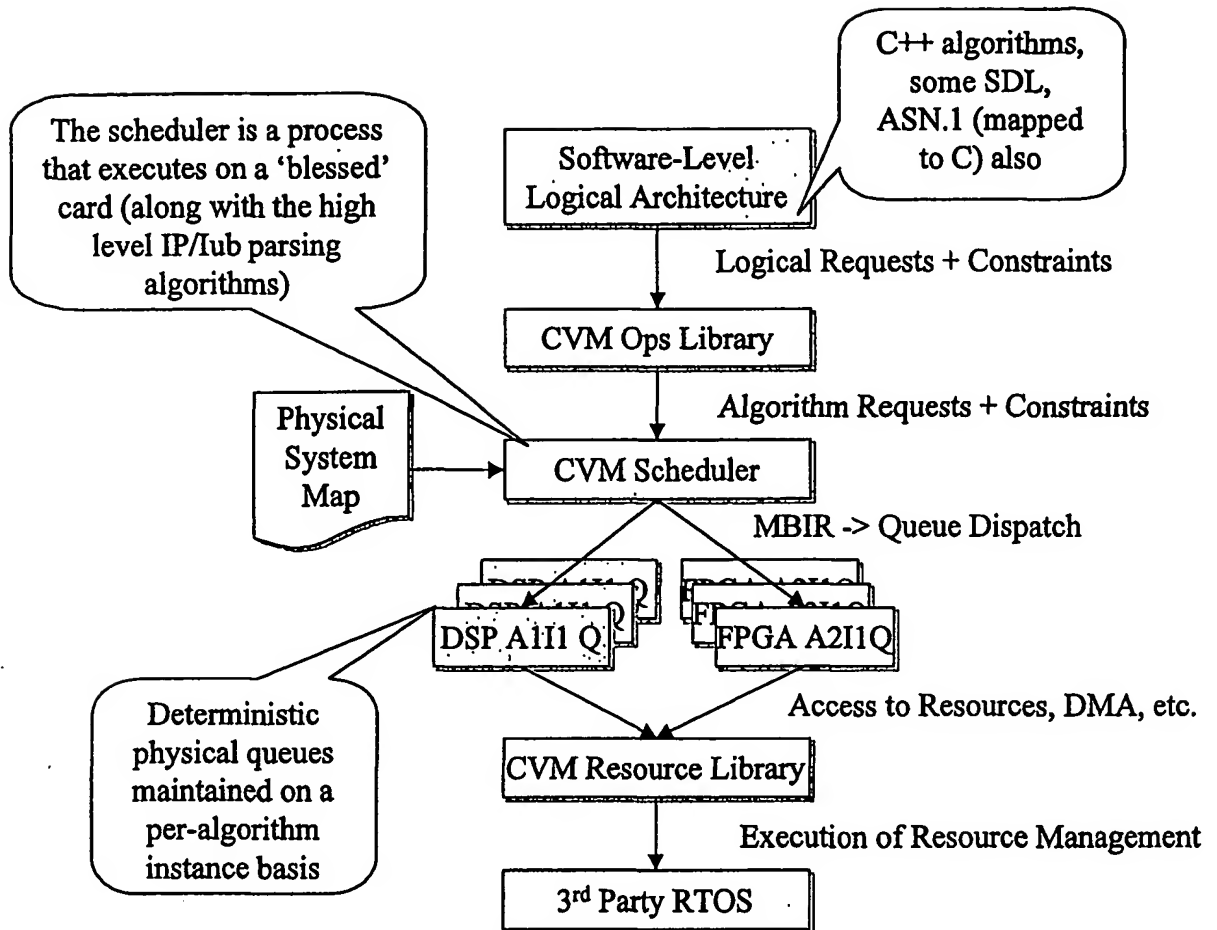 C++ algorithms,
some SDL,
ASN.1 (mapped
to C) also
The scheduler is a process
that executes on a ‘blessed’
card (along with the high
level IP/Iub parsing
algorithms)
Software-Level
Logical Architecture
Logical Requests + Constraints
CVM Ops Library
Algorithm Requests + Constraints
Physical
System
Map
CVM Scheduler
MBIR -> Queue Dispatch
DSP A1I1 Q
FPGA A2I1Q
Access to Resources, DMA, etc.
Deterministic
physical queues
maintained on a
per-algorithm
instance basis
CVM Resource Library
Execution of Resource Management
3rd Party RTOS